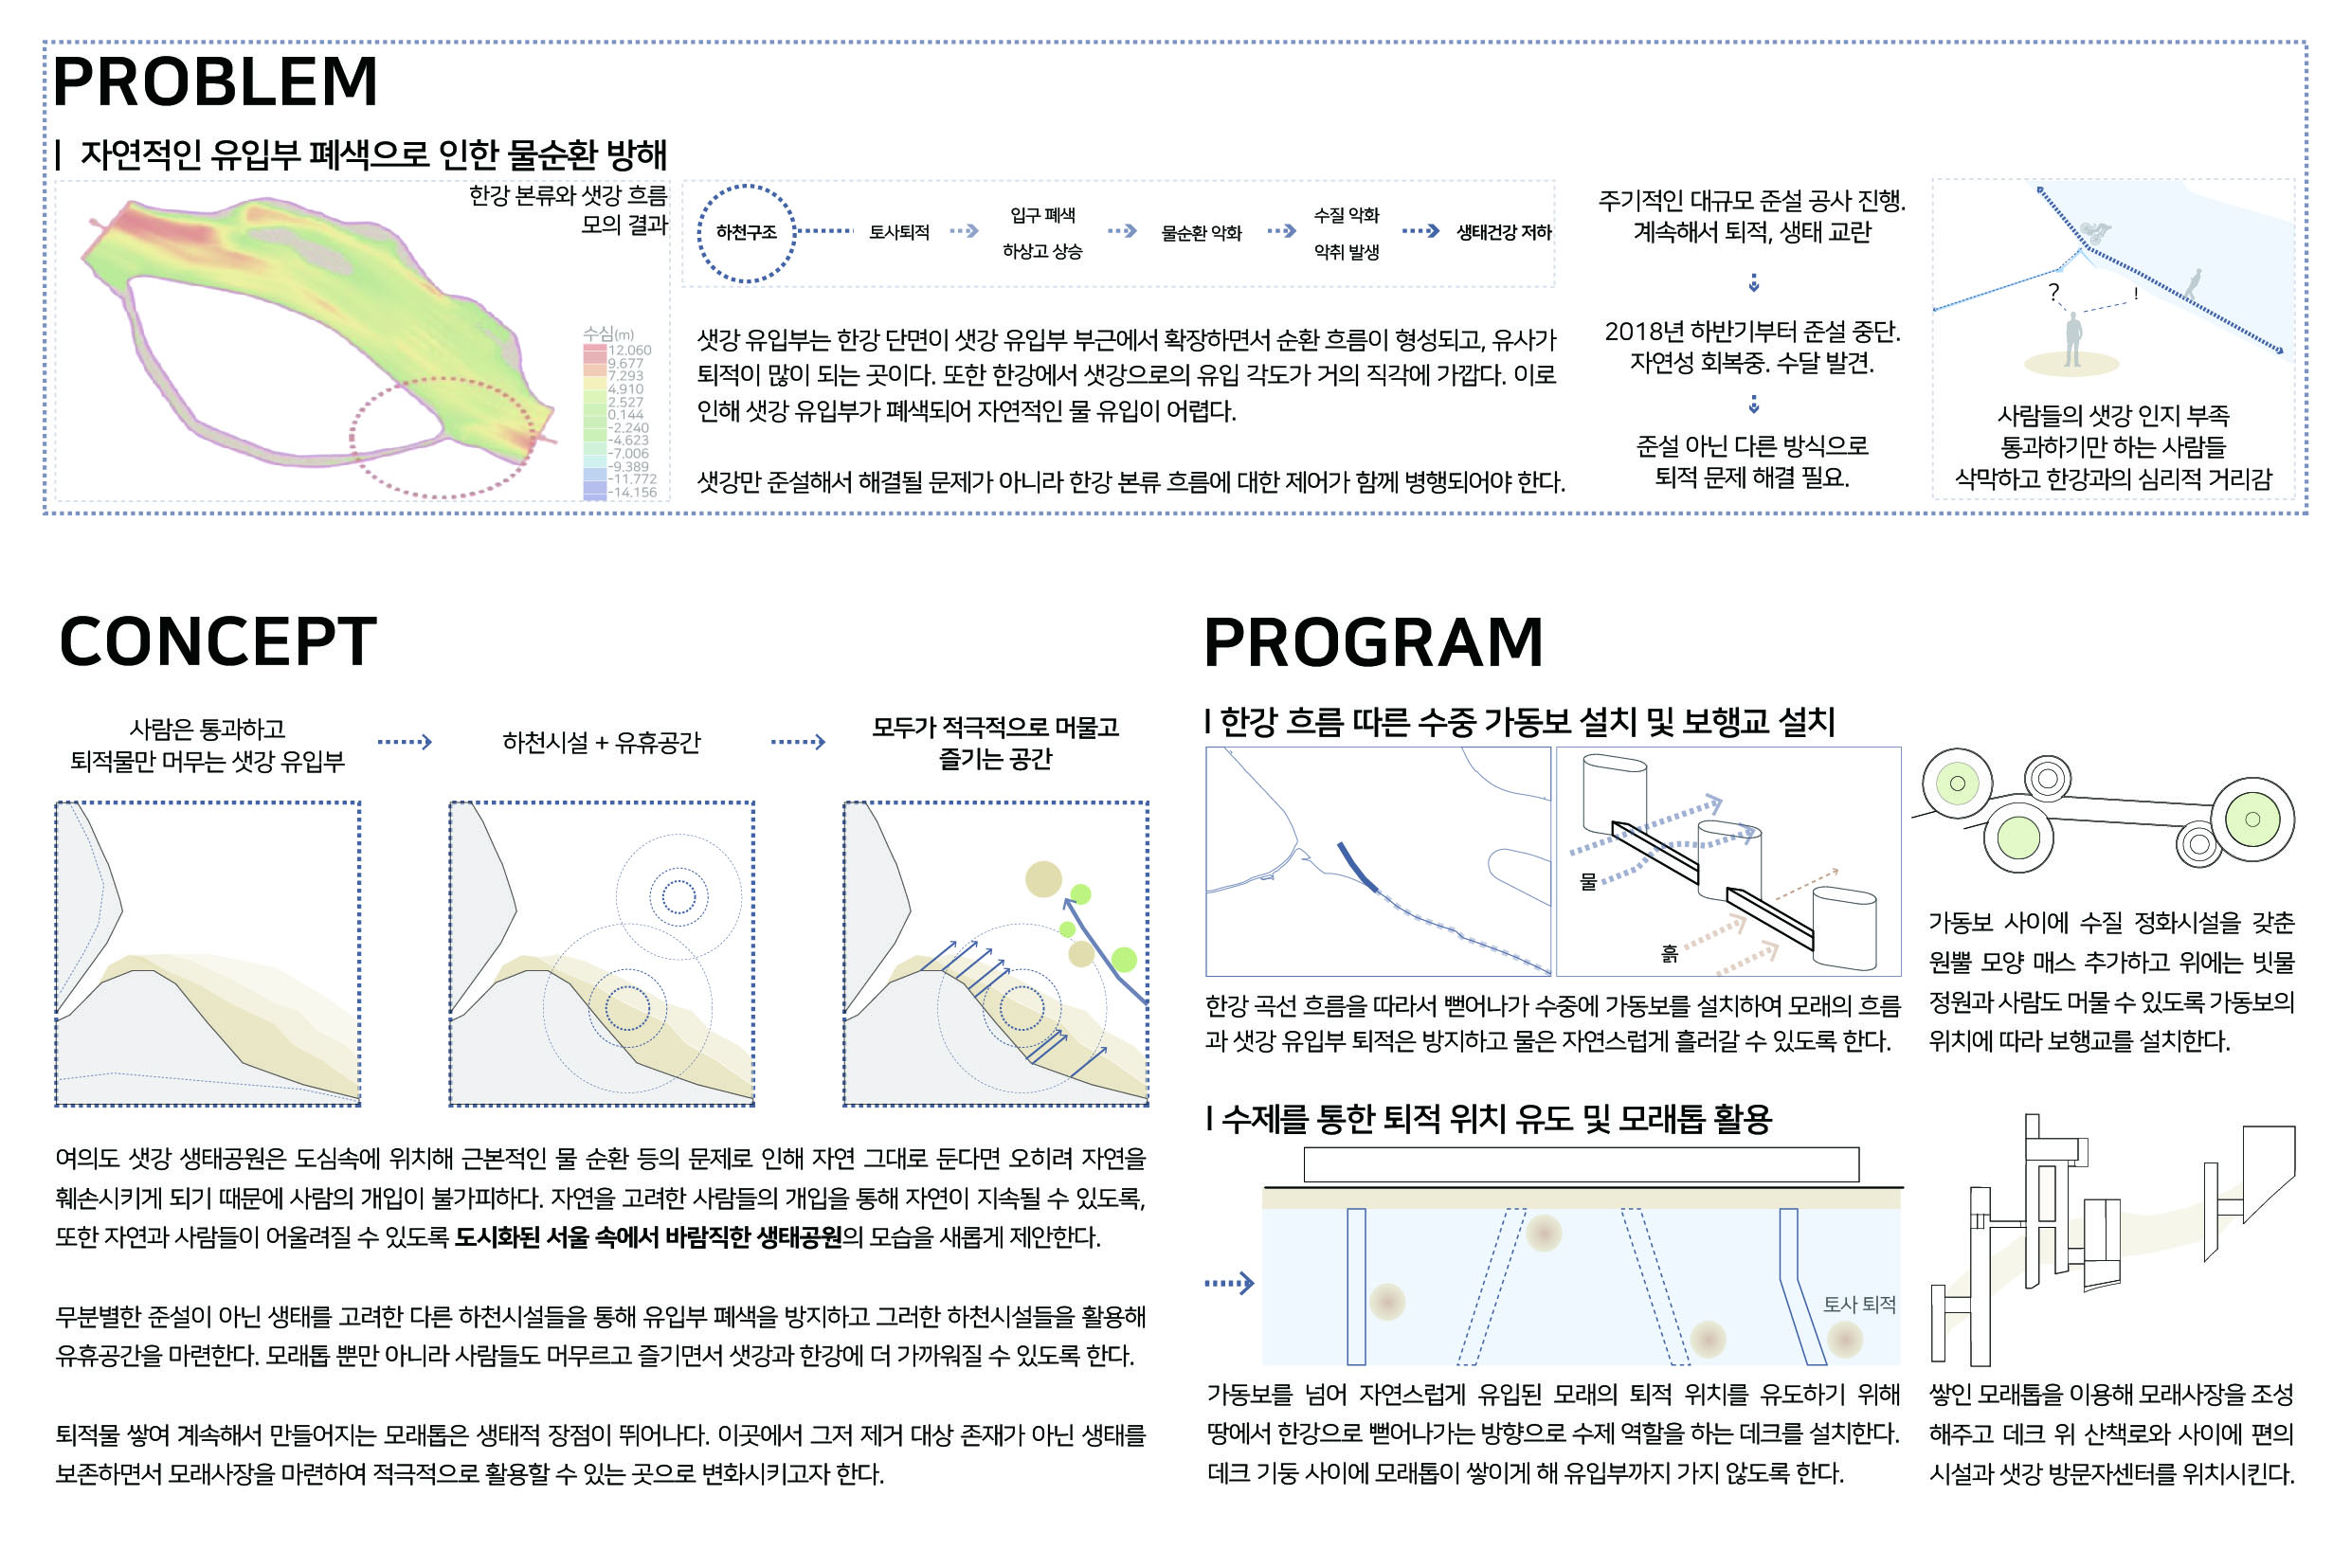 PROBLEM
| 자연적인 유입부 폐색으로 인한 물순환 방해
한강 본류와 샛강 흐름
모의 결과
수심(m)
12.060
9.677
7.293
4.910
2.527
0.144
-2.240
-4.623
-7.006
-9.389
-11.772
-14.156
하천구조
토사퇴적
입구 폐색
하상고 상승
물순환 악화
수질 악화
악취 발생
생태건강 저하
샛강 유입부는 한강 단면이 샛강 유입부 부근에서 확장하면서 순환 흐름이 형성되고, 유사가
퇴적이 많이 되는 곳이다. 또한 한강에서 샛강으로의 유입 각도가 거의 직각에 가깝다. 이로
인해 샛강 유입부가 폐색되어 자연적인 물 유입이 어렵다.
샛강만 준설해서 해결될 문제가 아니라 한강 본류 흐름에 대한 제어가 함께 병행되어야 한다.
주기적인 대규모 준설 공사 진행.
계속해서 퇴적, 생태 교란
2018년 하반기부터 준설 중단.
자연성 회복중. 수달 발견.
준설 아닌 다른 방식으로
퇴적 문제 해결 필요.
?
!
사람들의 샛강 인지 부족
통과하기만 하는 사람들
삭막하고 한강과의 심리적 거리감
CONCEPT
사람은 통과하고
퇴적물만 머무는 샛강 유입부
하천시설 + 유휴공간
모두가 적극적으로 머물고
즐기는 공간
여의도 샛강 생태공원은 도심속에 위치해 근본적인 물 순환 등의 문제로 인해 자연 그대로 둔다면 오히려 자연을
훼손시키게 되기 때문에 사람의 개입이 불가피하다. 자연을 고려한 사람들의 개입을 통해 자연이 지속될 수 있도록,
또한 자연과 사람들이 어울려질 수 있도록 도시화된 서울 속에서 바람직한 생태공원의 모습을 새롭게 제안한다.
무분별한 준설이 아닌 생태를 고려한 다른 하천시설들을 통해 유입부 폐색을 방지하고 그러한 하천시설들을 활용해
유휴공간을 마련한다. 모래톱 뿐만 아니라 사람들도 머무르고 즐기면서 샛강과 한강에 더 가까워질 수 있도록 한다.
퇴적물 쌓여 계속해서 만들어지는 모래톱은 생태적 장점이 뛰어나다. 이곳에서 그저 제거 대상 존재가 아닌 생태를
보존하면서 모래사장을 마련하여 적극적으로 활용할 수 있는 곳으로 변화시키고자 한다.
PROGRAM
| 한강 흐름 따른 수중 가동보 설치 및 보행교 설치
물
흙
한강 곡선 흐름을 따라서 뻗어나가 수중에 가동보를 설치하여 모래의 흐름
과 샛강 유입부 퇴적은 방지하고 물은 자연스럽게 흘러갈 수 있도록 한다.
가동보 사이에 수질 정화시설을 갖춘
원뿔 모양 매스 추가하고 위에는 빗물
정원과 사람도 머물 수 있도록 가동보의
위치에 따라 보행교를 설치한다.
| 수제를 통한 퇴적 위치 유도 및 모래톱 활용
토사 퇴적
가동보를 넘어 자연스럽게 유입된 모래의 퇴적 위치를 유도하기 위해
땅에서 한강으로 뻗어나가는 방향으로 수제 역할을 하는 데크를 설치한다.
데크 기둥 사이에 모래톱이 쌓이게 해 유입부까지 가지 않도록 한다.
쌓인 모래톱을 이용해 모래사장을 조성
해주고 데크 위 산책로와 사이에 편의
시설과 샛강 방문자센터를 위치시킨다.